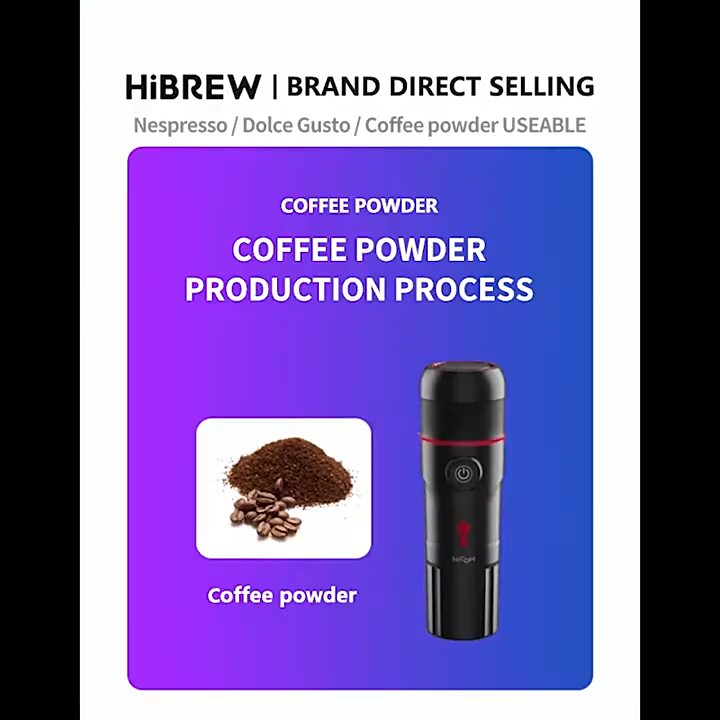 HiBREW | BRAND DIRECT SELLING
Nespresso / Dolce Gusto / Coffee powder USEABLE
COFFEE POWDER
COFFEE POWDER
PRODUCTION PROCESS
Coffee powder